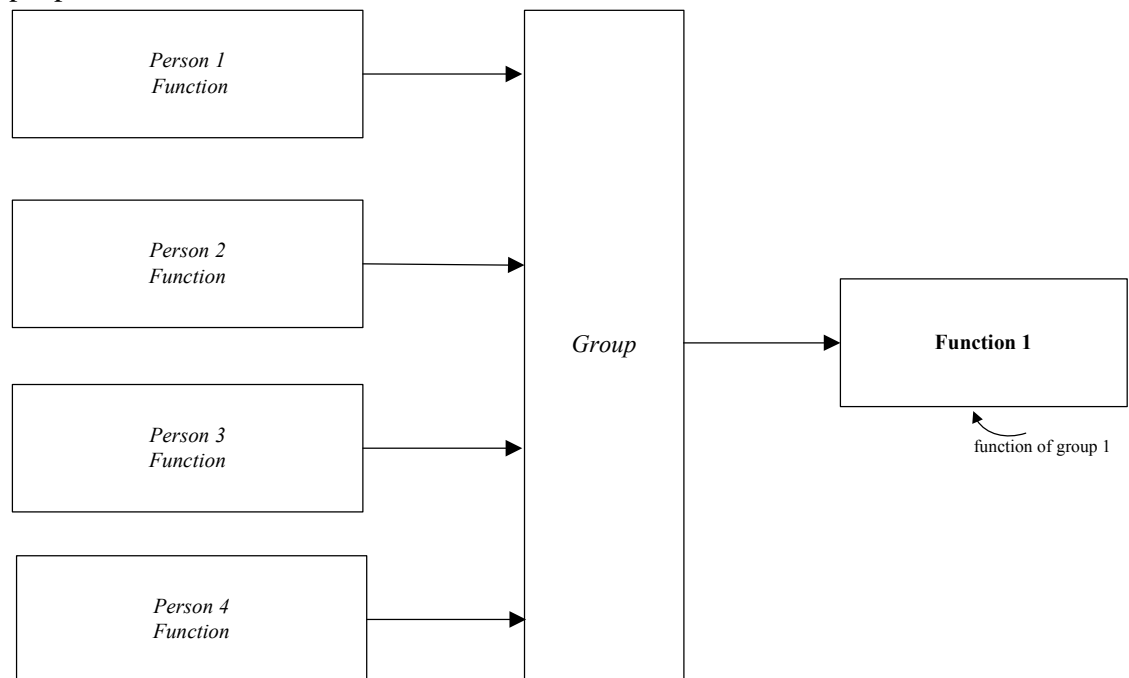 Person 1
Function
Person 2
Function
Person 3
Function
Person 4
Function
Group
Function 1
function of group 1